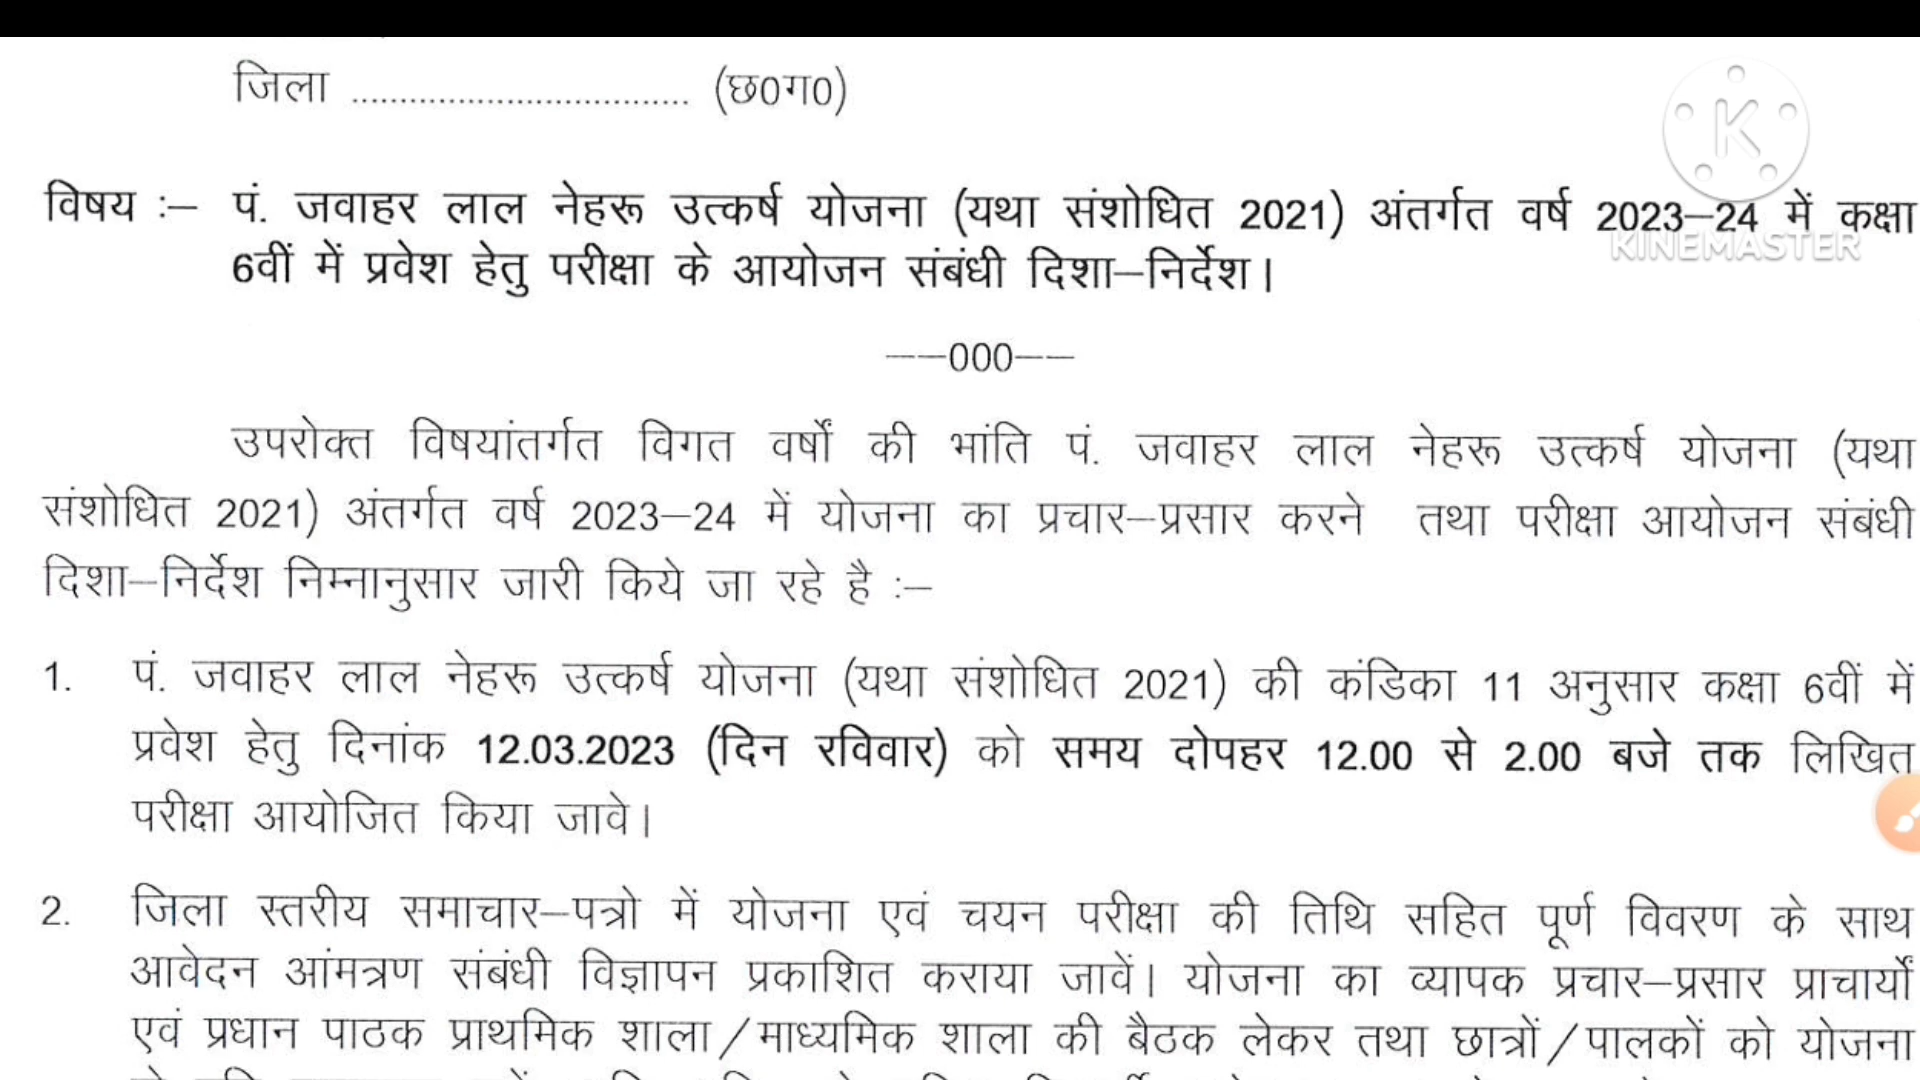 जिला .................................. (छ0ग0)
विषय :– पं. जवाहर लाल नेहरू उत्कर्ष योजना (यथा संशोधित 2021) अंतर्गत वर्ष 2023–24 में कक्षा
6वीं में प्रवेश हेतु परीक्षा के आयोजन संबंधी दिशा–निर्देश।
K
KINEMASTER
––000––
उपरोक्त विषयांतर्गत विगत वर्षों की भांति पं. जवाहर लाल नेहरू उत्कर्ष योजना (यथा
संशोधित 2021) अंतर्गत वर्ष 2023–24 में योजना का प्रचार–प्रसार करने तथा परीक्षा आयोजन संबंधी
दिशा–निर्देश निम्नानुसार जारी किये जा रहे है :–
1. पं. जवाहर लाल नेहरू उत्कर्ष योजना (यथा संशोधित 2021) की कंडिका 11 अनुसार कक्षा 6वीं में
प्रवेश हेतु दिनांक 12.03.2023 (दिन रविवार) को समय दोपहर 12.00 से 2.00 बजे तक लिखित
परीक्षा आयोजित किया जावे।
2. जिला स्तरीय समाचार–पत्रो में योजना एवं चयन परीक्षा की तिथि सहित पूर्ण विवरण के साथ
आवेदन आंमत्रण संबंधी विज्ञापन प्रकाशित कराया जावें। योजना का व्यापक प्रचार–प्रसार प्राचार्यों
एवं प्रधान पाठक प्राथमिक शाला/माध्यमिक शाला की बैठक लेकर तथा छात्रों/पालकों को योजना